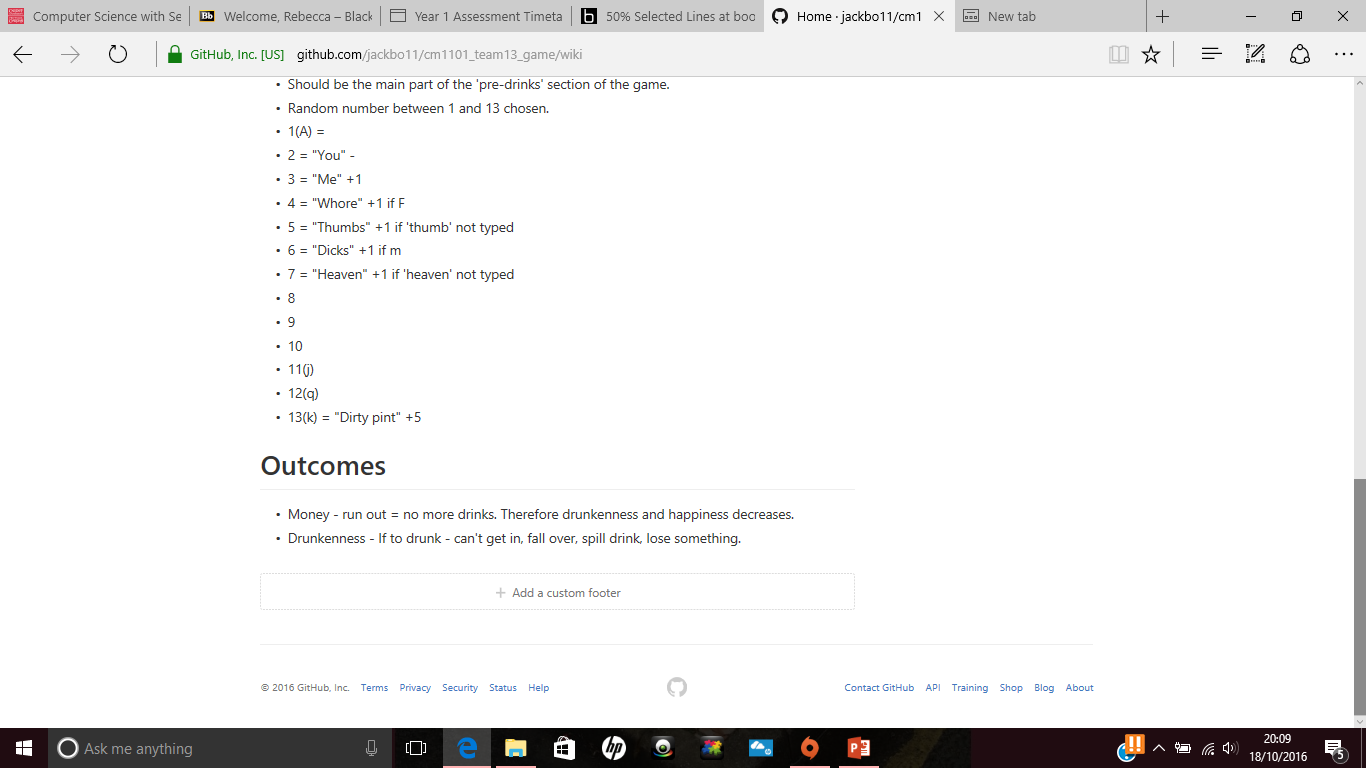 Computer Science with Se
Bb Welcome, Rebecca – Black
Year 1 Assessment Timeta
b 50% Selected Lines at boo
Home · jackbo11/cm1
New tab
GitHub, Inc. [US] github.com/jackbo11/cm1101_team13_game/wiki
• Should be the main part of the 'pre-drinks' section of the game.
• Random number between 1 and 13 chosen.
• 1(A) =
• 2 = "You" -
• 3 = "Me" +1
• 4 = "Whore" +1 if F
• 5 = "Thumbs" +1 if 'thumb' not typed
• 6 = "Dicks" +1 if m
• 7 = "Heaven" +1 if 'heaven' not typed
• 8
• 9
• 10
• 11(j)
• 12(q)
• 13(k) = "Dirty pint" +5
Outcomes
• Money - run out = no more drinks. Therefore drunkenness and happiness decreases.
• Drunkenness - If to drunk - can't get in, fall over, spill drink, lose something.
+ Add a custom footer
© 2016 GitHub, Inc. Terms Privacy Security Status Help
Contact GitHub API Training Shop Blog About
Ask me anything
hp
20:09
18/10/2016
5